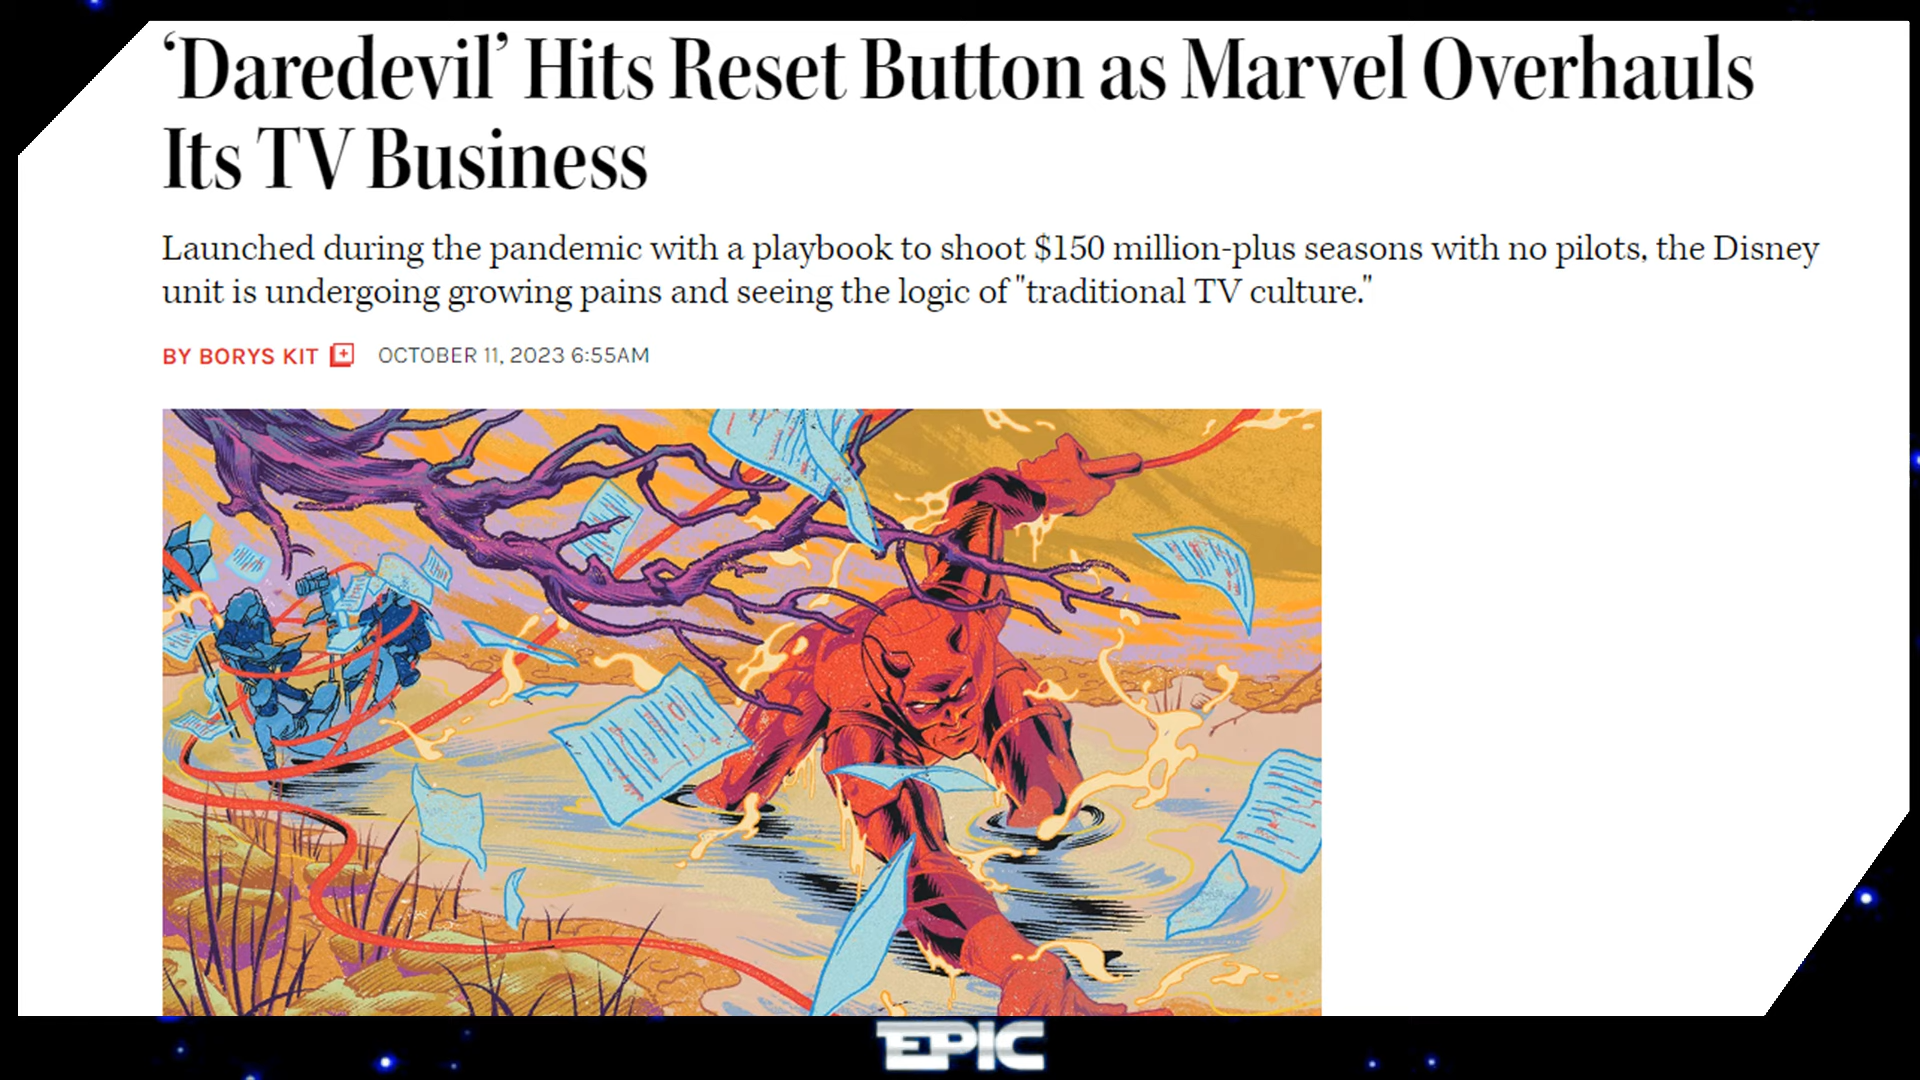 ‘Daredevil’ Hits Reset Button as Marvel Overhauls
Its TV Business
Launched during the pandemic with a playbook to shoot $150 million-plus seasons with no pilots, the Disney
unit is undergoing growing pains and seeing the logic of "traditional TV culture."
BY BORYS KIT OCTOBER 11, 2023 6:55AM
EPIC